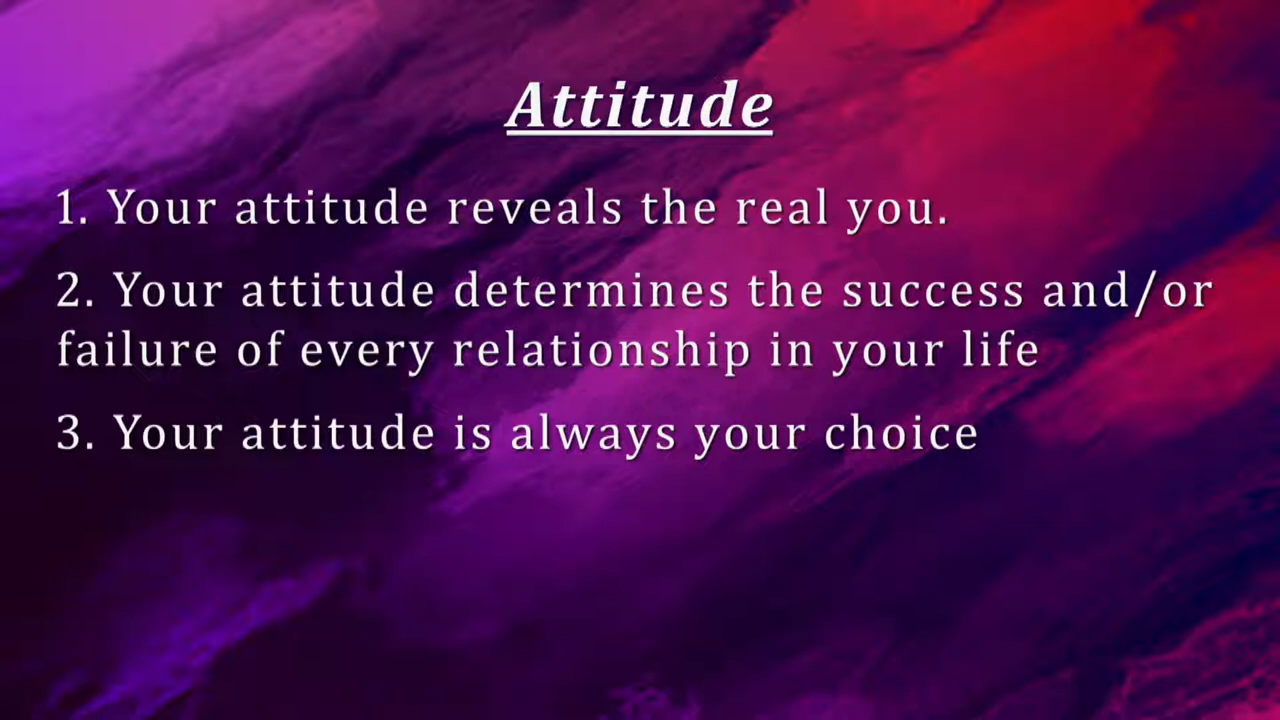 Attitude
1. Your attitude reveals the real you.
2. Your attitude determines the success and/or
failure of every relationship in your life
3. Your attitude is always your choice